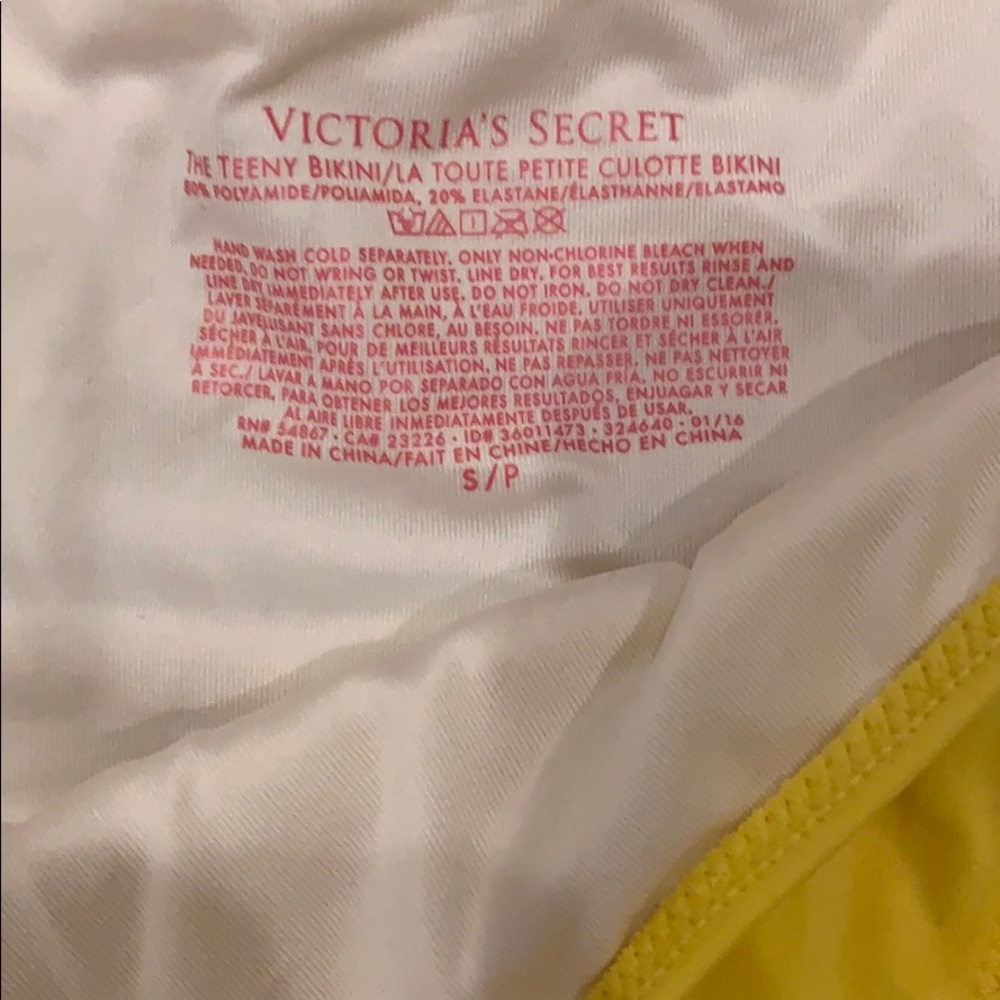 VICTORIA'S SECRET
THE TEENY BIKINI/LA TOUTE PETITE CULOTTE BIKINI
80% POLYAMIDE/POLIAMIDA, 20% ELASTANE/ÉLASTHANNE/ELASTANO
HAND WASH COLD SEPARATELY. ONLY NON-CHLORINE BLEACH WHEN
NEEDED. DO NOT WRING OR TWIST. LINE DRY. FOR BEST RESULTS RINSE AND
LINE DRY IMMEDIATELY AFTER USE. DO NOT IRON. DO NOT DRY CLEAN./
LAVER SÉPARÉMENT À LA MAIN, À L'EAU FROIDE. UTILISER UNIQUEMENT
DU JAVELLISANT SANS CHLORE, AU BESOIN. NE PAS TORDRE NI ESSORER.
SÉCHER À L'AIR. POUR DE MEILLEURS RÉSULTATS RINCER ET SÉCHER À L'AIR
IMMÉDIATEMENT APRÈS L'UTILISATION. NE PAS REPASSER. NE PAS NETTOYER
À SEC./ LAVAR A MANO POR SEPARADO CON AGUA FRÍA. NO ESCURRIR NI
RETORCER. PARA OBTENER LOS MEJORES RESULTADOS, ENJUAGAR Y SECAR
AL AIRE LIBRE INMEDIATAMENTE DESPUÉS DE USAR.
RN# 54867 · CA# 23226 · ID# 36011473 · 324640 · 01/16
MADE IN CHINA/FAIT EN CHINE/HECHO EN CHINA
S/P